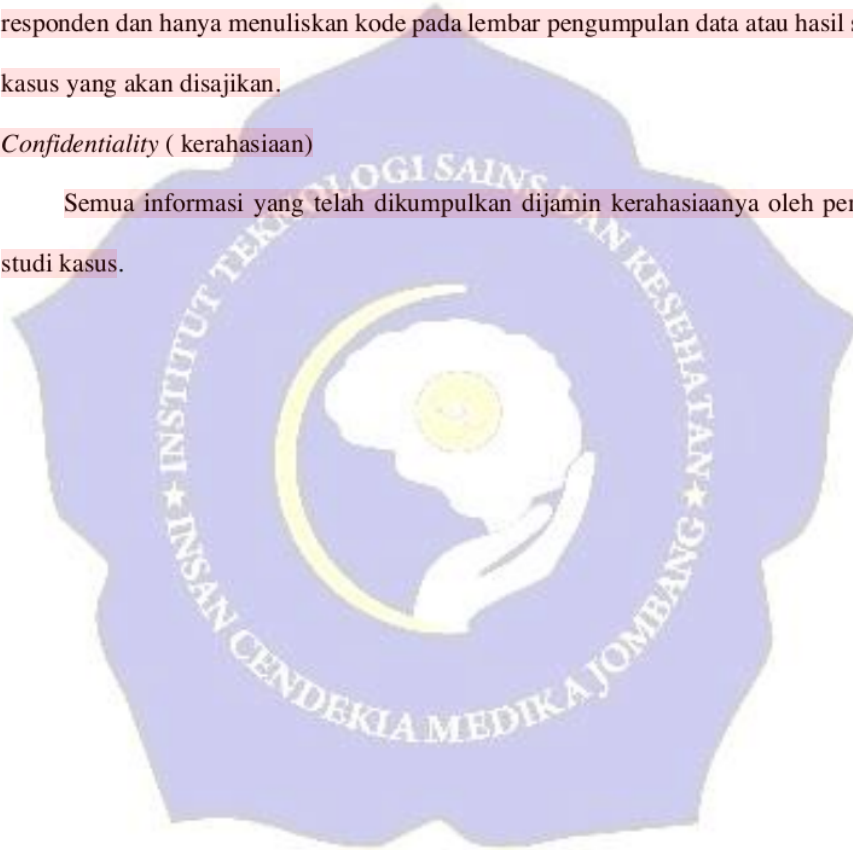 responden dan hanya menuliskan kode pada lembar pengumpulan data atau hasil
kasus yang akan disajikan.
Confidentiality ( kerahasiaan)
Semua informasi yang telah dikumpulkan dijamin kerahasiaanya oleh
studi kasus.
INSTITUT TEKNOLOGI SAINS DAN KESEHATAN
★ INSAN CENDEKIA MEDIKA JOMBANG ★